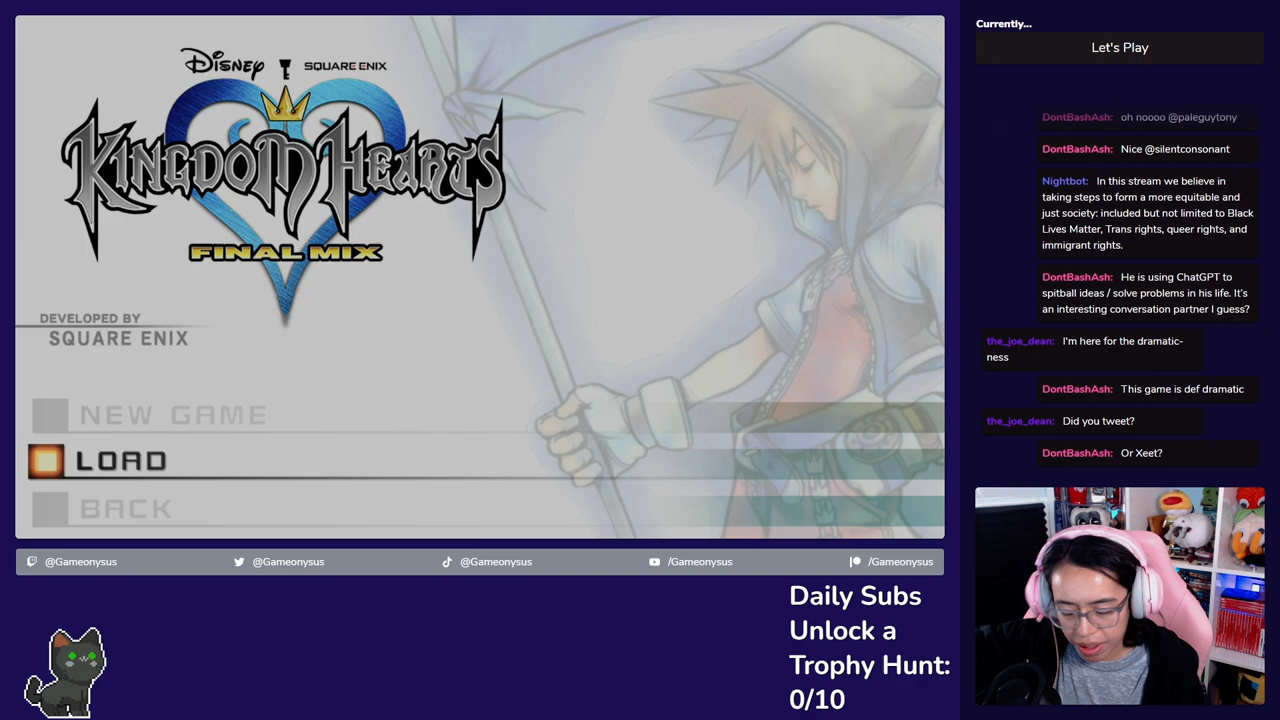 Disney
SQUARE ENIX
KINGDOM HEARTS
FINAL MIX
DEVELOPED BY
SQUARE ENIX
NEW GAME
LOAD
BACK
@Gameonysus
@Gameonysus
@Gameonysus
/Gameonysus
/Gameonysus
Daily Subs
Unlock a
Trophy Hunt:
0/10
Currently...
Let's Play
DontBashAsh: oh noooo @paleguytony
DontBashAsh: Nice @silentconsonant
Nightbot: In this stream we believe in
taking steps to form a more equitable and
just society: included but not limited to Black
Lives Matter, Trans rights, queer rights, and
immigrant rights.
DontBashAsh: He is using ChatGPT to
spitball ideas / solve problems in his life. It's
an interesting conversation partner I guess?
the_joe_dean: I'm here for the dramatic-
ness
DontBashAsh: This game is def dramatic
the_joe_dean: Did you tweet?
DontBashAsh: Or Xeet?